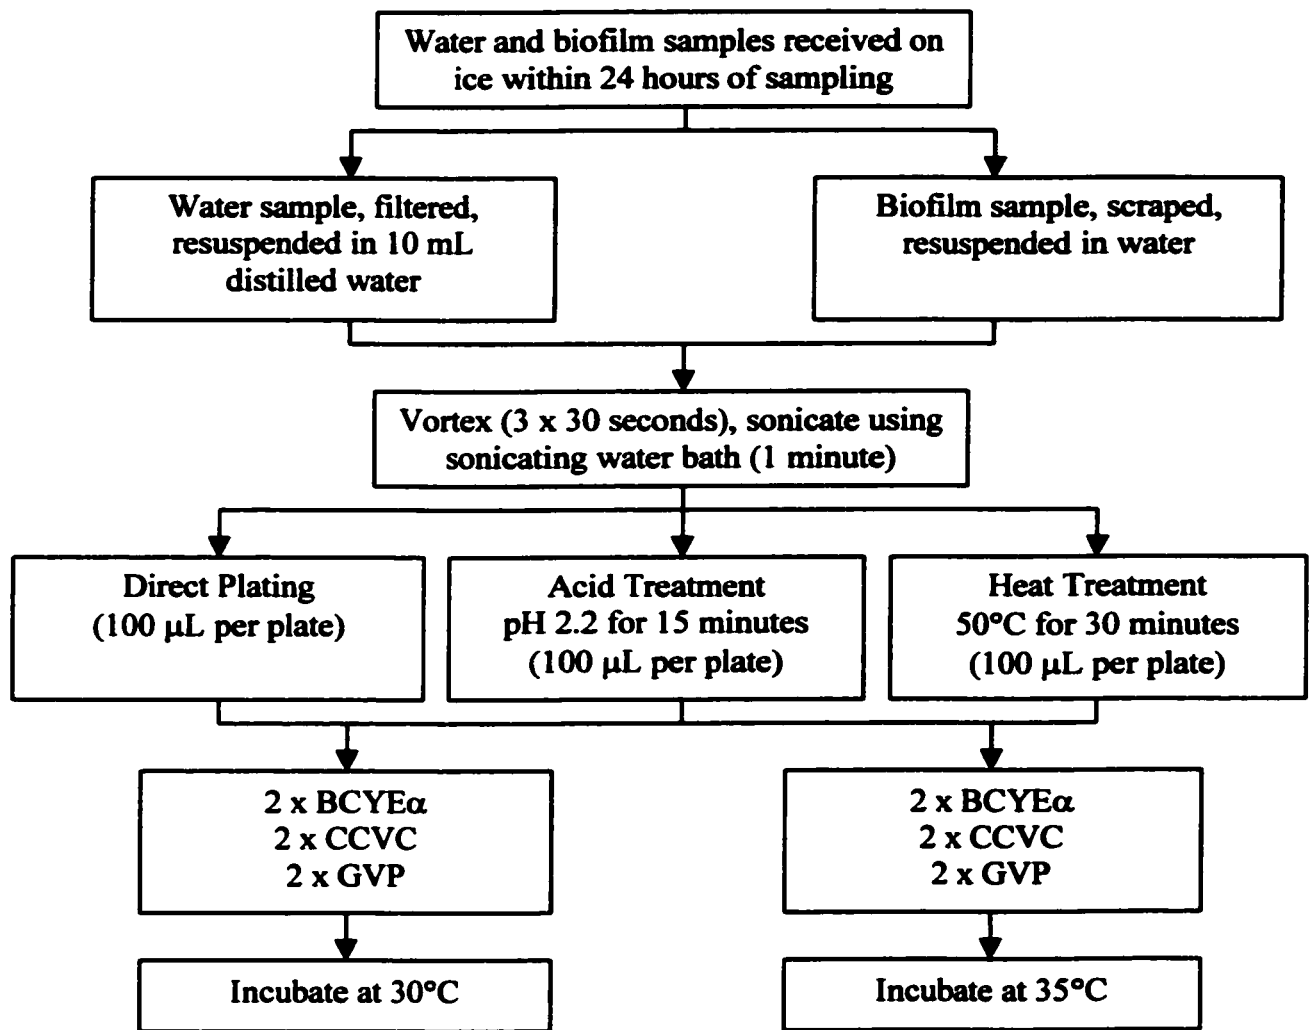 Water and biofilm samples received on
ice within 24 hours of sampling
Water sample, filtered,
resuspended in 10 mL
distilled water
Biofilm sample, scraped,
resuspended in water
Vortex (3 x 30 seconds), sonicate using
sonicating water bath (1 minute)
Direct Plating
(100 µL per plate)
Acid Treatment
pH 2.2 for 15 minutes
(100 µL per plate)
Heat Treatment
50°C for 30 minutes
(100 µL per plate)
2 x BCYEα
2 x CCVC
2 x GVP
2 x BCYEα
2 x CCVC
2 x GVP
Incubate at 30°C
Incubate at 35°C